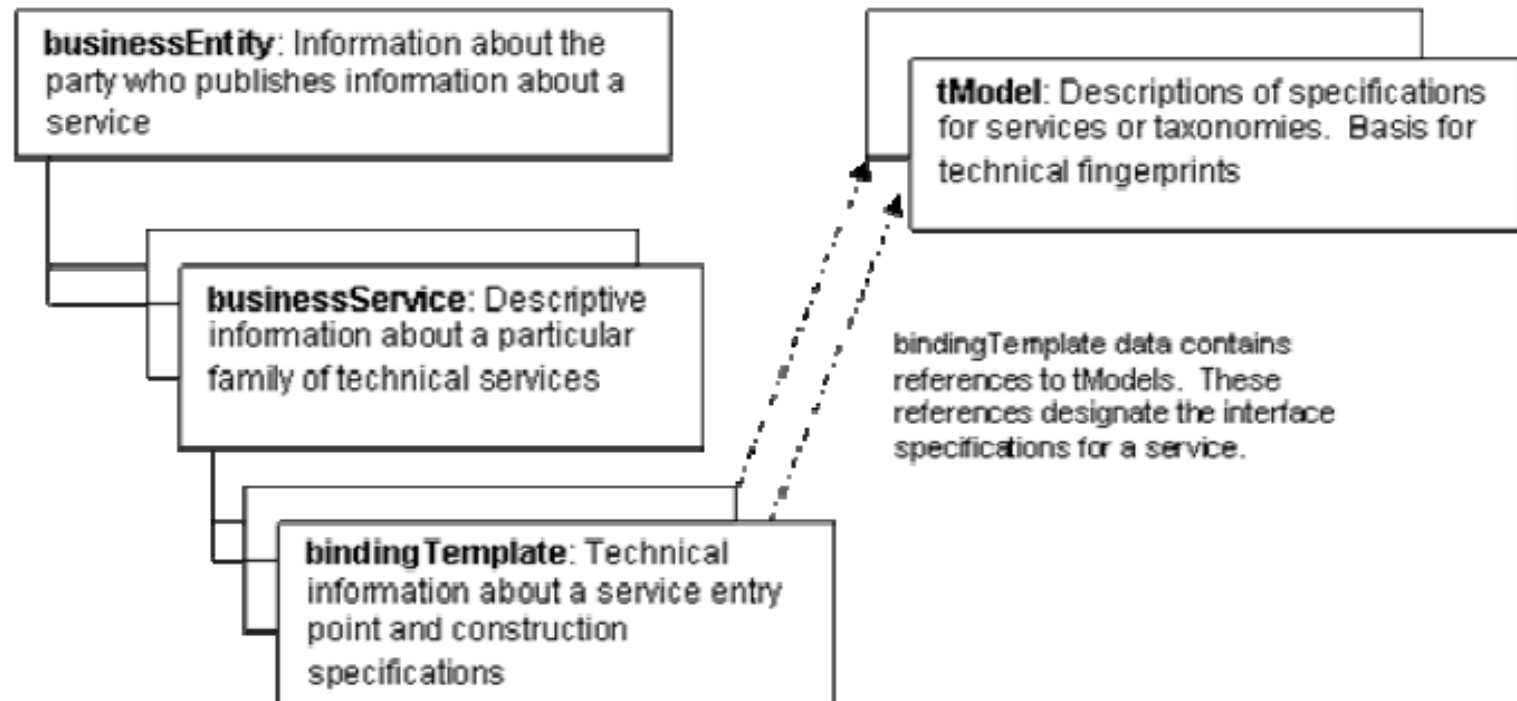 businessEntity: Information about the
party who publishes information about a
service
tModel: Descriptions of specifications
for services or taxonomies. Basis for
technical fingerprints
businessService: Descriptive
information about a particular
family of technical services
bindingTemplate data contains
references to tModels. These
references designate the interface
specifications for a service.
bindingTemplate: Technical
information about a service entry
point and construction
specifications